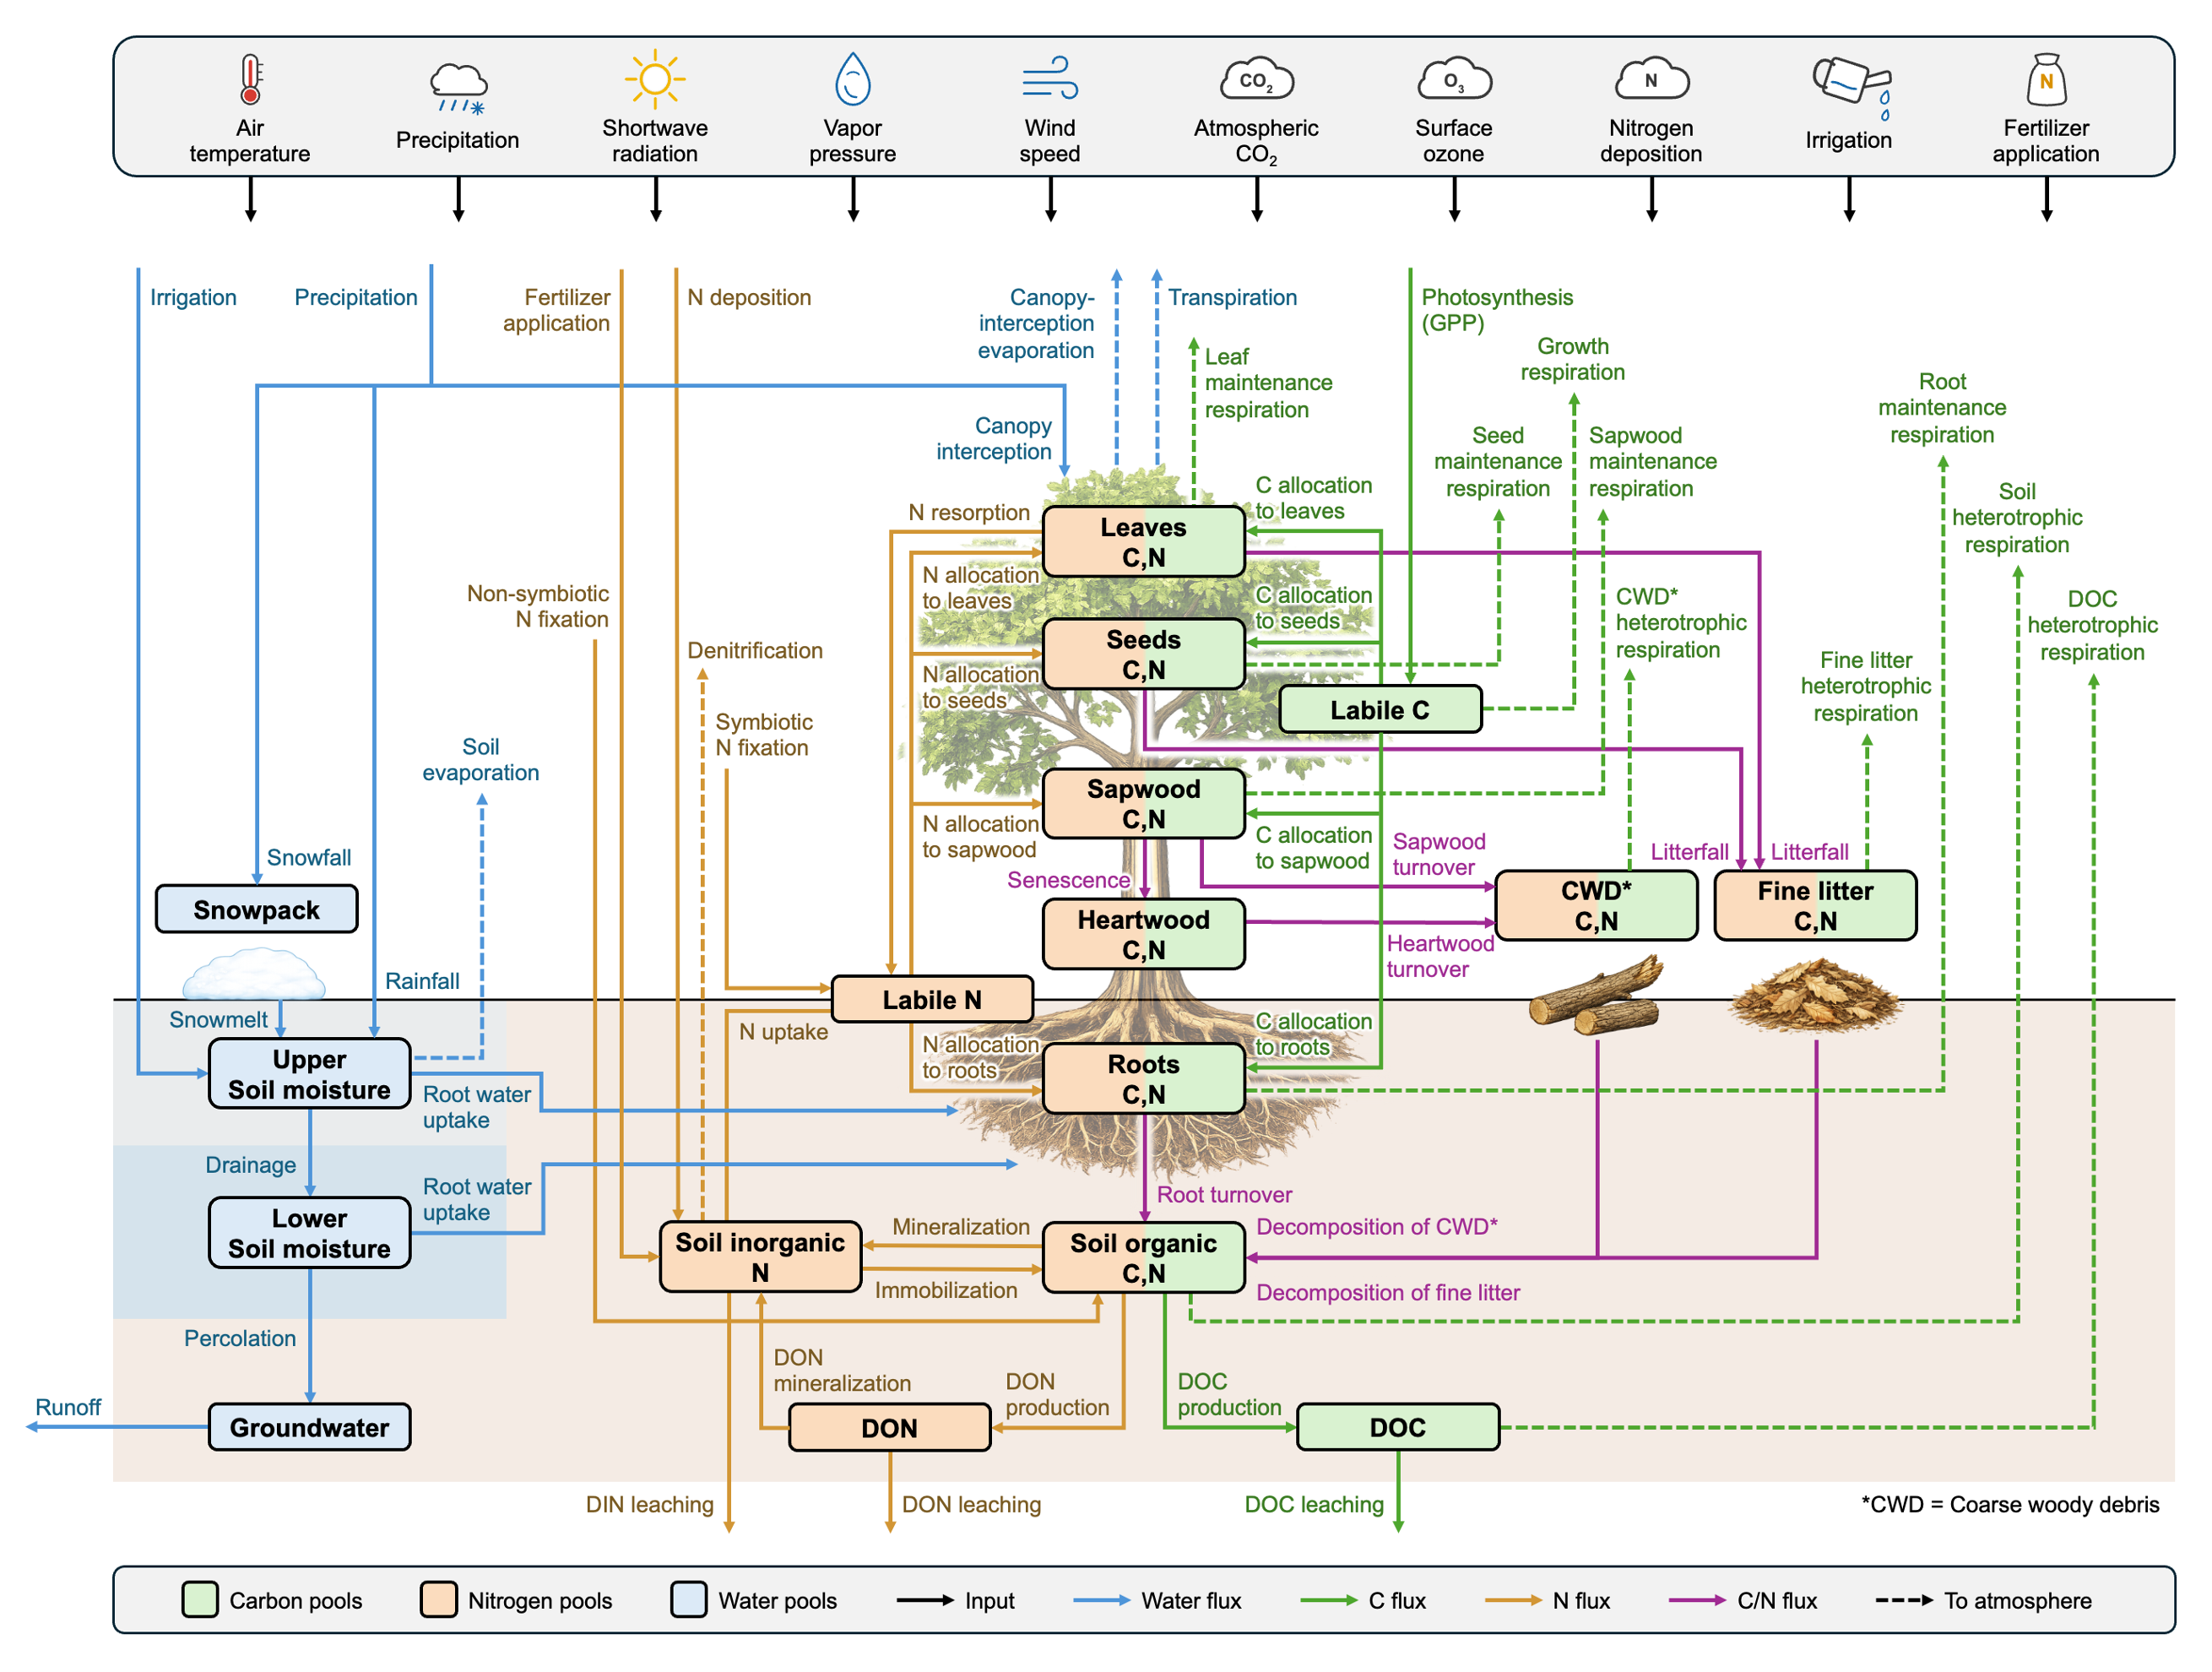 Air
temperature
Precipitation
Shortwave
radiation
Vapor
pressure
Wind
speed
CO₂
Atmospheric
CO₂
O₃
Surface
ozone
N
Nitrogen
deposition
Irrigation
N
Fertilizer
application
Irrigation
Precipitation
Fertilizer
application
N deposition
Canopy-
interception
evaporation
Transpiration
Leaf
maintenance
respiration
Photosynthesis
(GPP)
Growth
respiration
Root
maintenance
respiration
Canopy
interception
Seed
maintenance
respiration
Sapwood
maintenance
respiration
Soil
heterotrophic
respiration
N resorption
Leaves
C,N
C allocation
to leaves
N allocation
to leaves
Non-symbiotic
N fixation
C allocation
to seeds
CWD*
heterotrophic
respiration
DOC
heterotrophic
respiration
Denitrification
Seeds
C,N
N allocation
to seeds
Fine litter
heterotrophic
respiration
Labile C
Symbiotic
N fixation
Soil
evaporation
Sapwood
C,N
N allocation
to sapwood
C allocation
to sapwood
Sapwood
turnover
Litterfall
Litterfall
Snowfall
Senescence
Snowpack
Heartwood
C,N
CWD*
C,N
Fine litter
C,N
Heartwood
turnover
Rainfall
Labile N
Snowmelt
N uptake
C allocation
to roots
N allocation
to roots
Upper
Soil moisture
Roots
C,N
Root water
uptake
Drainage
Root water
uptake
Root turnover
Lower
Soil moisture
Mineralization
Decomposition of CWD*
Soil inorganic
N
Soil organic
C,N
Immobilization
Decomposition of fine litter
Percolation
DON
mineralization
DON
production
DOC
production
Runoff
Groundwater
DON
DOC
DIN leaching
DON leaching
DOC leaching
*CWD = Coarse woody debris
Carbon pools
Nitrogen pools
Water pools
Input
Water flux
C flux
N flux
C/N flux
To atmosphere